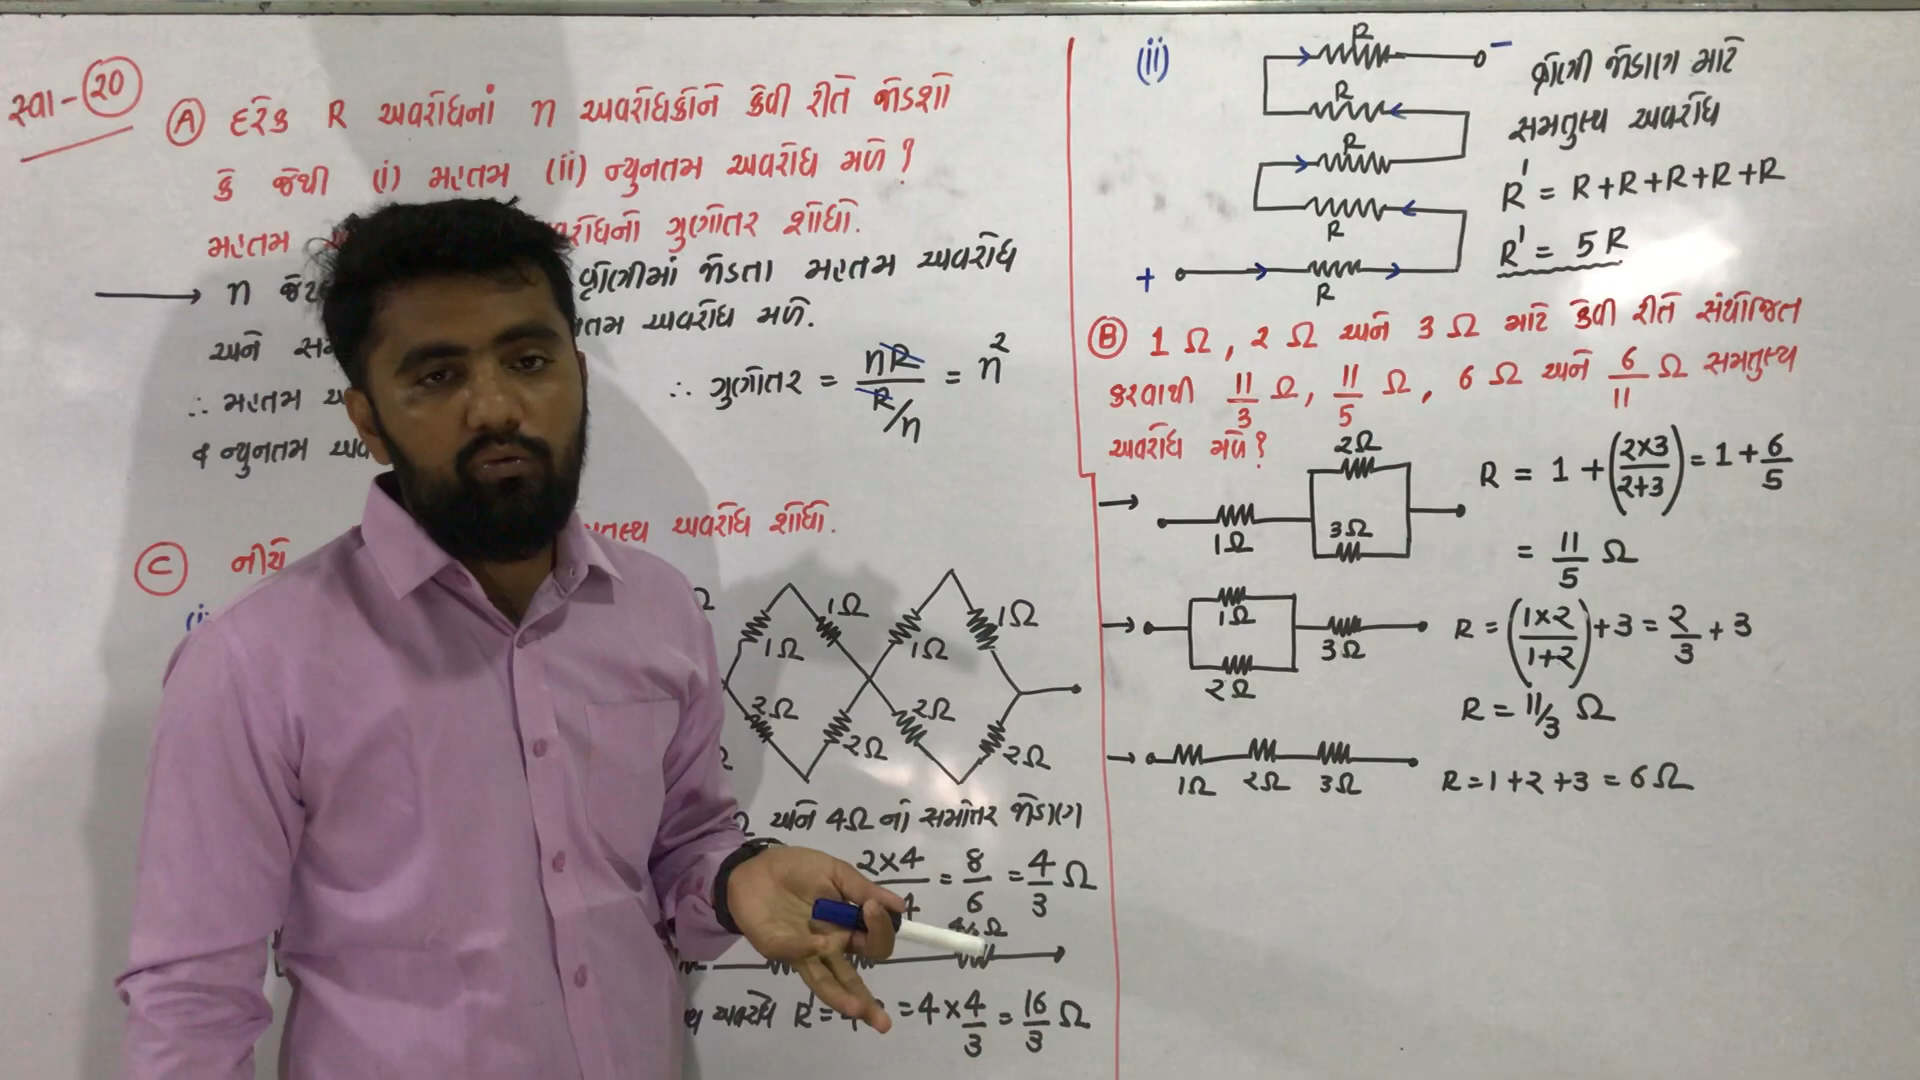 સ્વા - 20
(A) દરેક R અવરોધનાં n અવરોધકોને કેવી રીતે જોડશો
કે જેથી (i) મહત્તમ (ii) ન્યુનતમ અવરોધ મળે ?
મહત્તમ રોધનો ગુણોતર શોધો.
→ n શ્રેણીમાં જોડતા મહત્તમ અવરોધ
અને તમ અવરોધ મળે.
∴ મહત્તમ
∴ ગુણોતર = nR / R/n = n²
& ન્યુનતમ
(C) નીચે અવરોધ શોધો.
1Ω 1Ω
1Ω 1Ω
2Ω 2Ω
2Ω 2Ω
અને 4Ω નો સમાંતર જોડાણ
2×4 = 8/6 = 4/3 Ω
અવરોધ R' = = 4 × 4/3 = 16/3 Ω
(ii) R −
R
R
R
+ R
શ્રેણી જોડાણ માટે
સમતુલ્ય અવરોધ
R' = R+R+R+R+R
R' = 5R
(B) 1 Ω, 2 Ω અને 3 Ω માટે કેવી રીતે સંયોજિત
કરવાથી 11/3 Ω, 11/5 Ω, 6 Ω અને 6/11 Ω સમતુલ્ય
અવરોધ મળે ?
→ 1Ω 2Ω 3Ω
R = 1 + (2×3 / 2+3) = 1 + 6/5
= 11/5 Ω
→ 1Ω 2Ω 3Ω
R = (1×2 / 1+2) + 3 = 2/3 + 3
R = 11/3 Ω
→ 1Ω 2Ω 3Ω R = 1+2+3 = 6Ω